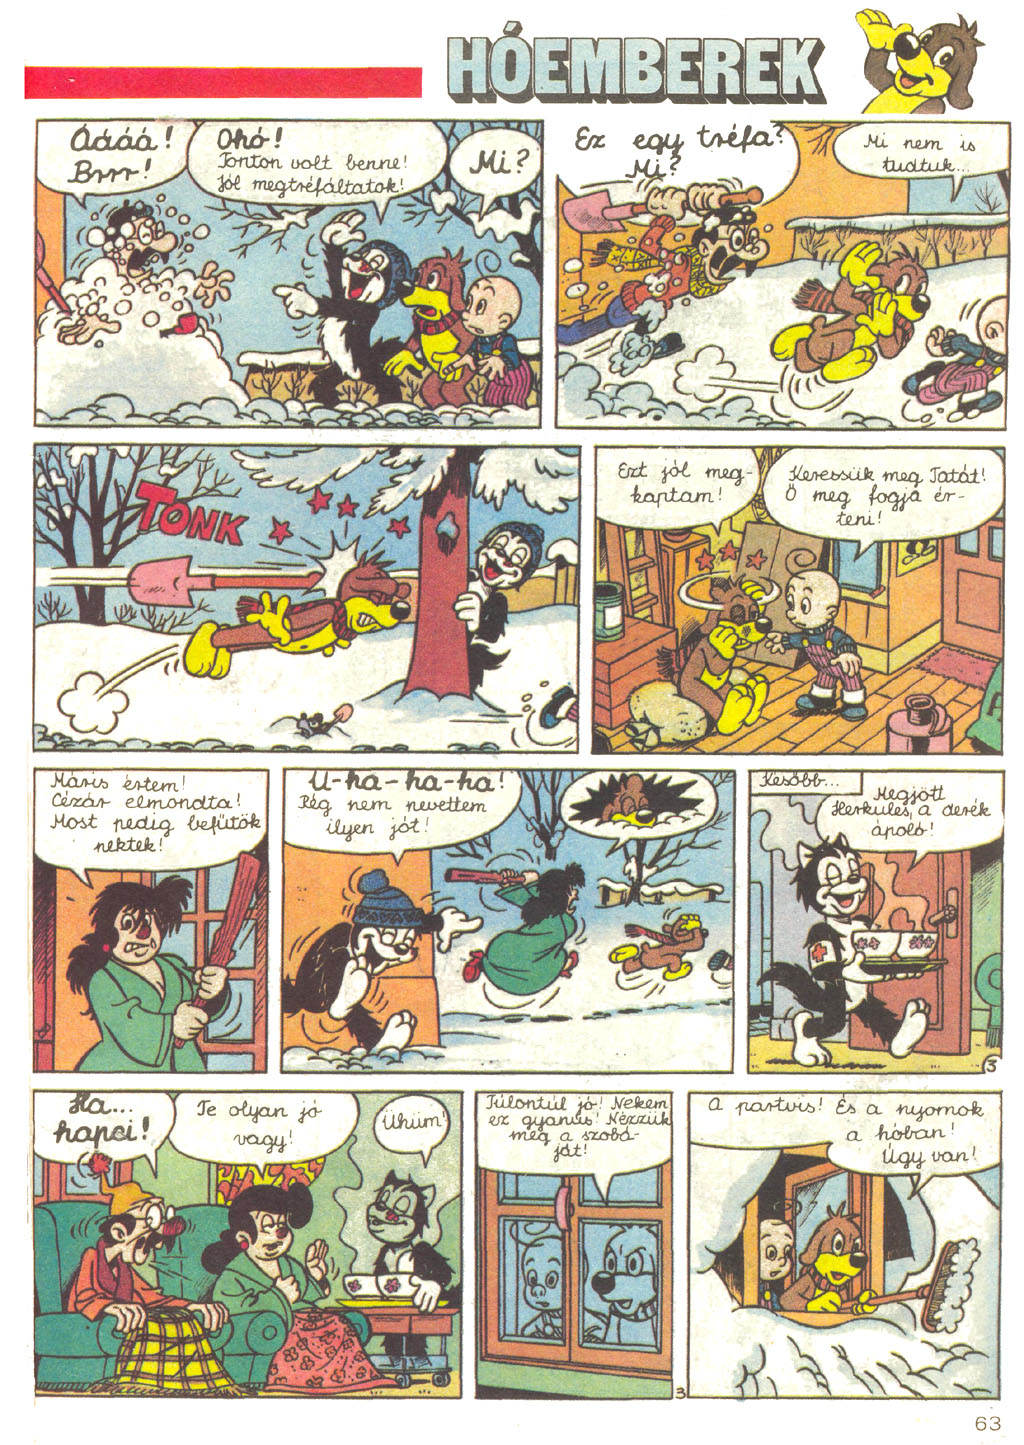 HÓEMBEREK
Áááá!
Brrr!
Ohó!
Tonton volt benne!
Jól megtréfáltatok!
Mi?
Ez egy tréfa?
Mi?
Mi nem is
tudtuk...
TONK
Ezt jól meg-
kaptam!
Keressük meg Tatát!
Ő meg fogja ér-
teni!
Máris értem!
Cézár elmondta!
Most pedig befűtök
nektek!
U-ha-ha-ha!
Rég nem nevettem
ilyen jót!
Később...
Megjött
Herkules, a derék
ápoló!
3
Ha...
hapci!
Te olyan jó
vagy!
Ühüm!
Túlontúl jó! Nekem
ez gyanús! Nézzük
meg a szobá-
ját!
3
A partvis! És a nyomok
a hóban!
Úgy van!
63